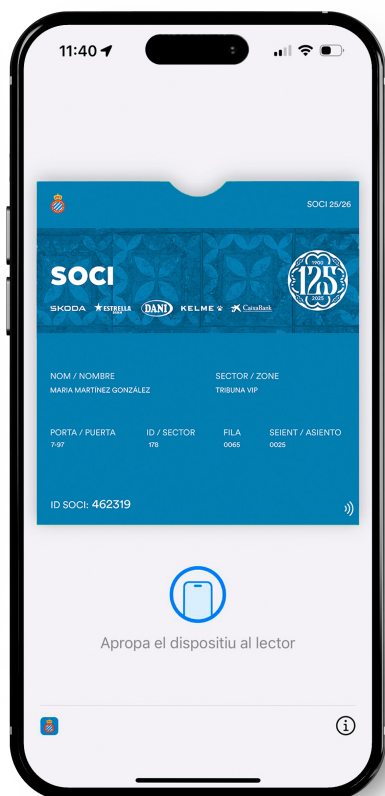 11:40
SOCI 25/26
SOCI
1900
125
2025
SKODA ESTRELLA DAMM DANI KELME CaixaBank
NOM / NOMBRE SECTOR / ZONE
MARIA MARTÍNEZ GONZÁLEZ TRIBUNA VIP
PORTA / PUERTA ID / SECTOR FILA SEIENT / ASIENTO
7-97 178 0065 0025
ID SOCI: 462319
Apropa el dispositiu al lector